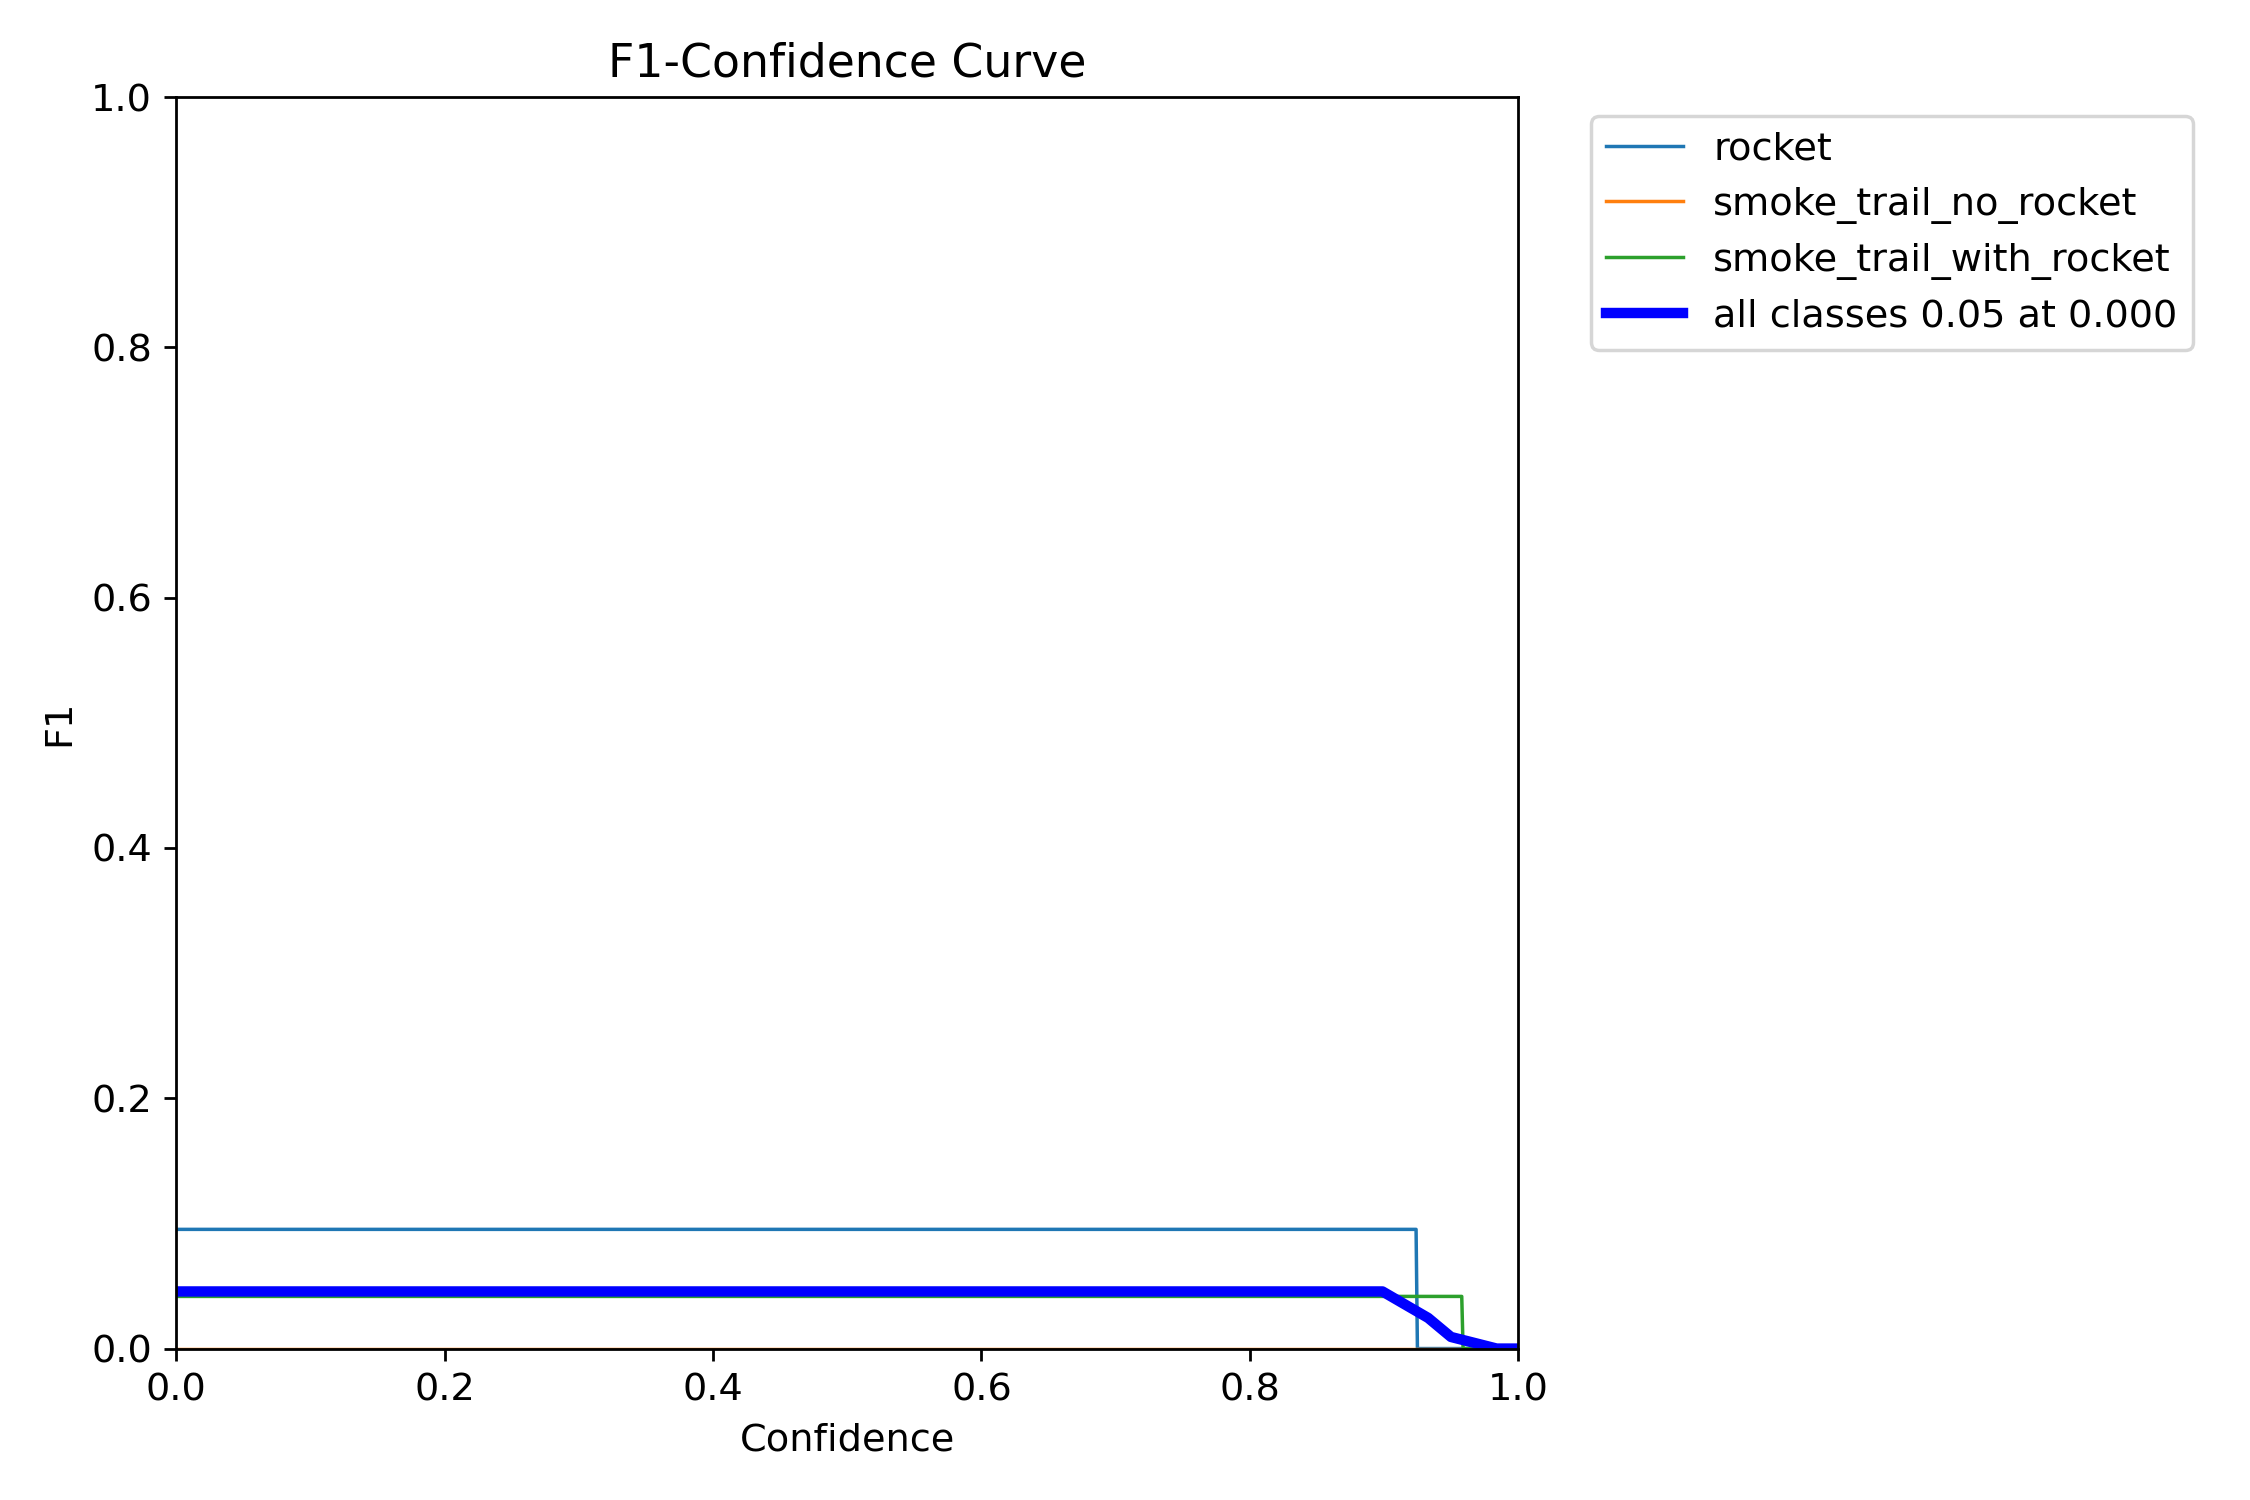 F1-Confidence Curve
1.0
0.8
0.6
0.4
0.2
0.0
F1
0.0 0.2 0.4 0.6 0.8 1.0
Confidence
rocket
smoke_trail_no_rocket
smoke_trail_with_rocket
all classes 0.05 at 0.000